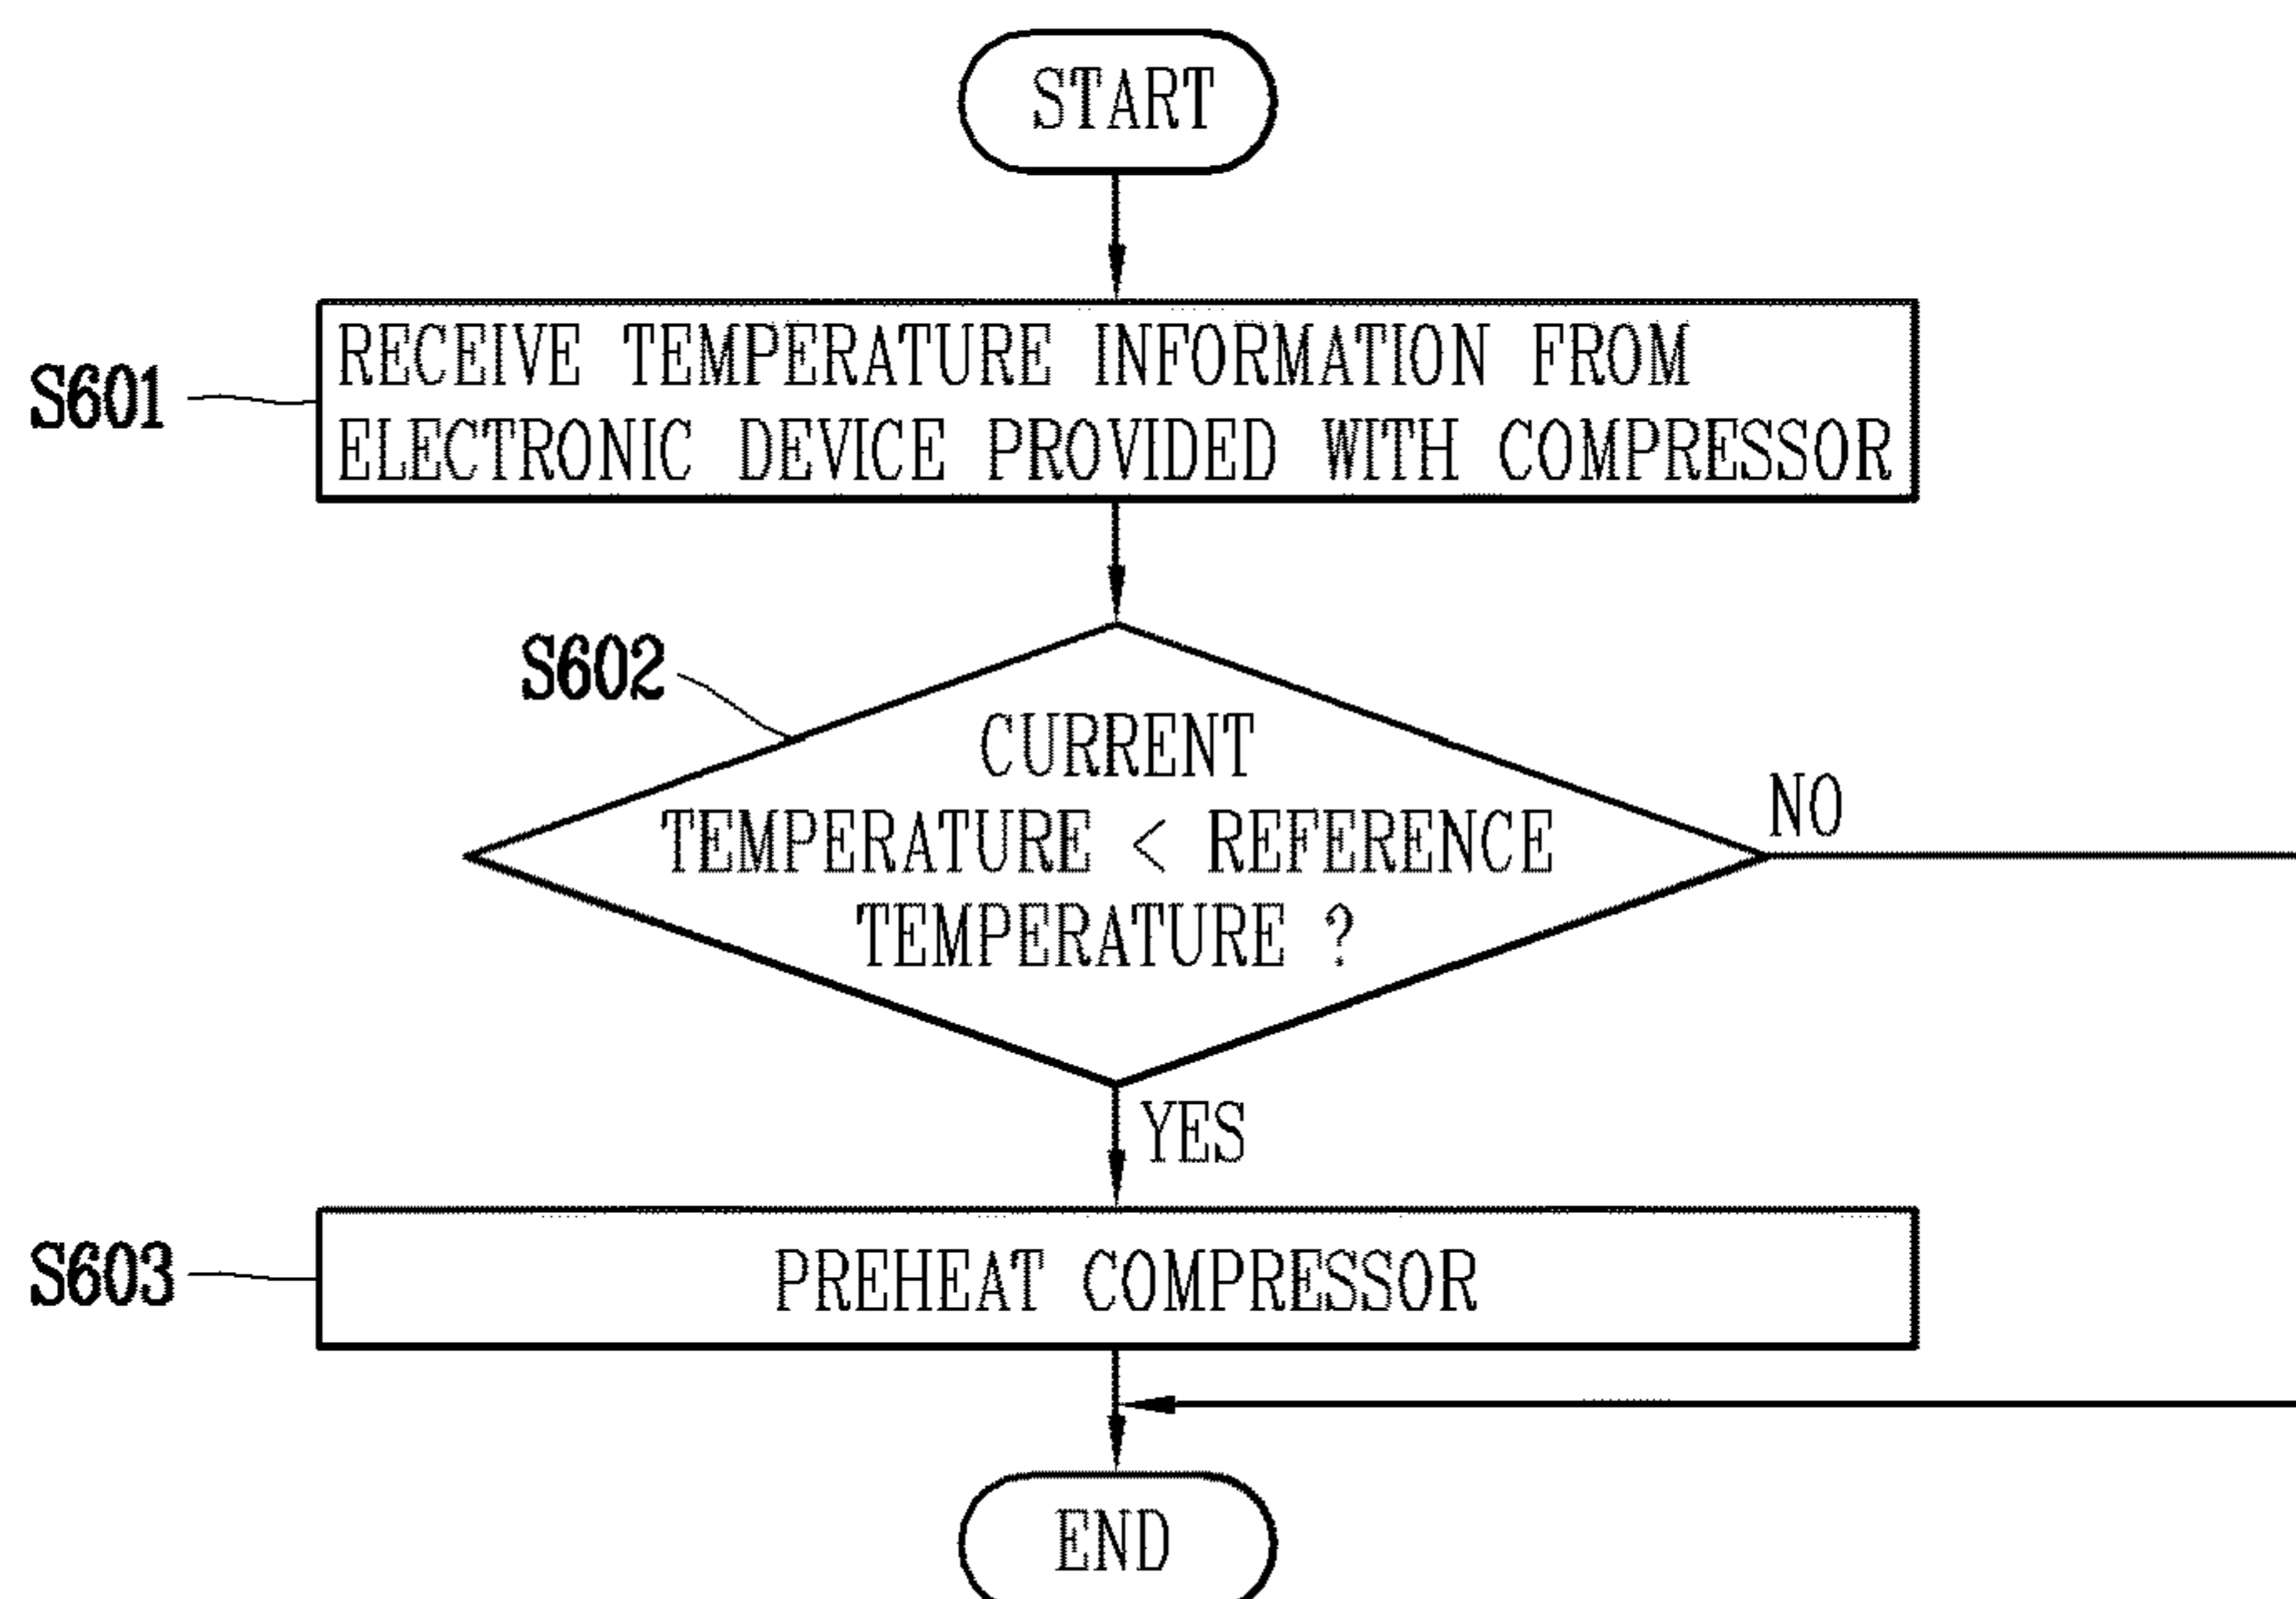 START
S601
RECEIVE TEMPERATURE INFORMATION FROM
ELECTRONIC DEVICE PROVIDED WITH COMPRESSOR
S602
CURRENT
TEMPERATURE < REFERENCE
TEMPERATURE ?
NO
YES
S603
PREHEAT COMPRESSOR
END